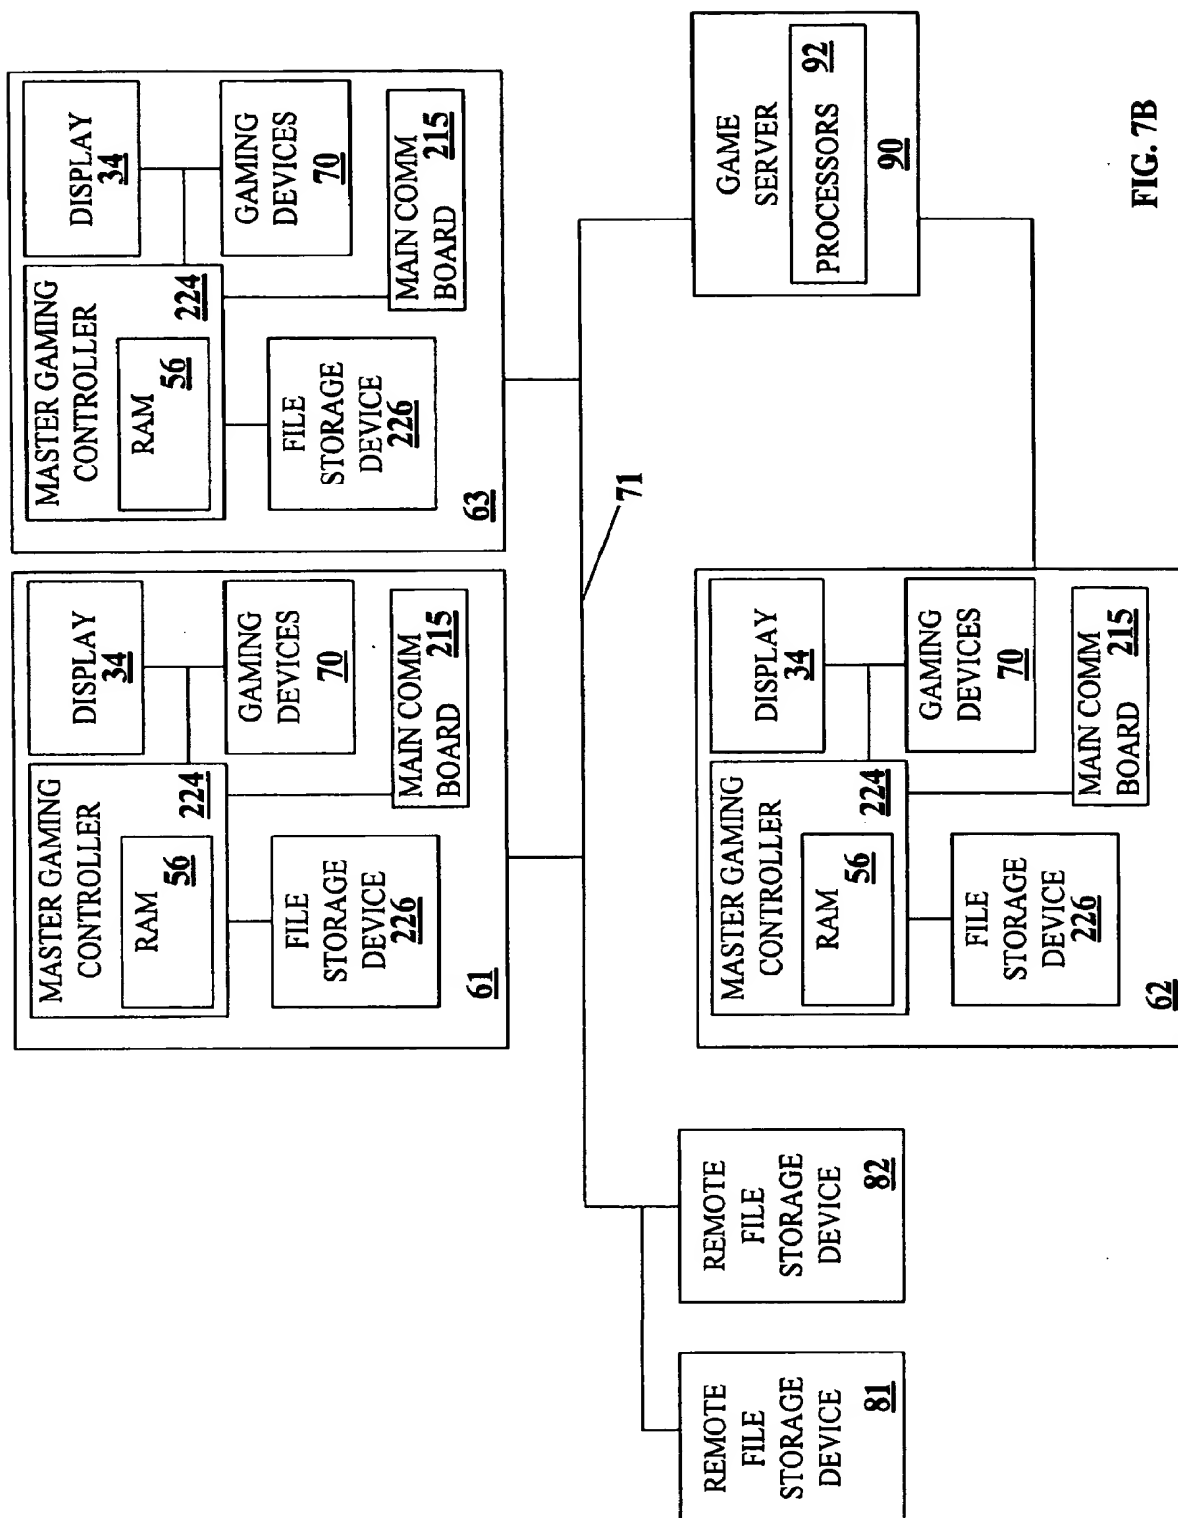 MASTER GAMING
CONTROLLER
224
RAM
56
DISPLAY
34
FILE
STORAGE
DEVICE
226
GAMING
DEVICES
70
MAIN COMM
BOARD 215
61
MASTER GAMING
CONTROLLER
224
RAM
56
DISPLAY
34
FILE
STORAGE
DEVICE
226
GAMING
DEVICES
70
MAIN COMM
BOARD 215
63
71
REMOTE
FILE
STORAGE
DEVICE
81
REMOTE
FILE
STORAGE
DEVICE
82
MASTER GAMING
CONTROLLER
224
RAM
56
DISPLAY
34
FILE
STORAGE
DEVICE
226
GAMING
DEVICES
70
MAIN COMM
BOARD 215
62
GAME
SERVER
PROCESSORS 92
90
FIG. 7B